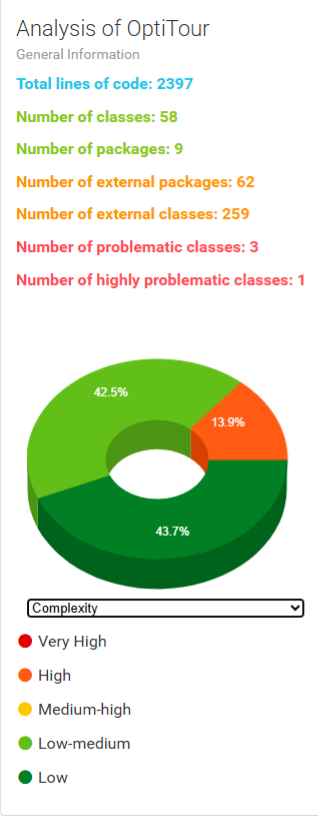 Analysis of OptiTour
General Information
Total lines of code: 2397
Number of classes: 58
Number of packages: 9
Number of external packages: 62
Number of external classes: 259
Number of problematic classes: 3
Number of highly problematic classes: 1
42.5%
13.9%
43.7%
Complexity
Very High
High
Medium-high
Low-medium
Low